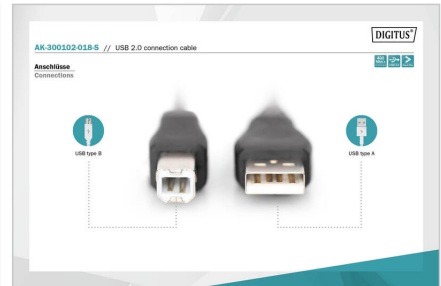 DIGITUS®
AK-300102-018-S // USB 2.0 connection cable
Anschlüsse
Connections
USB type B
USB type A